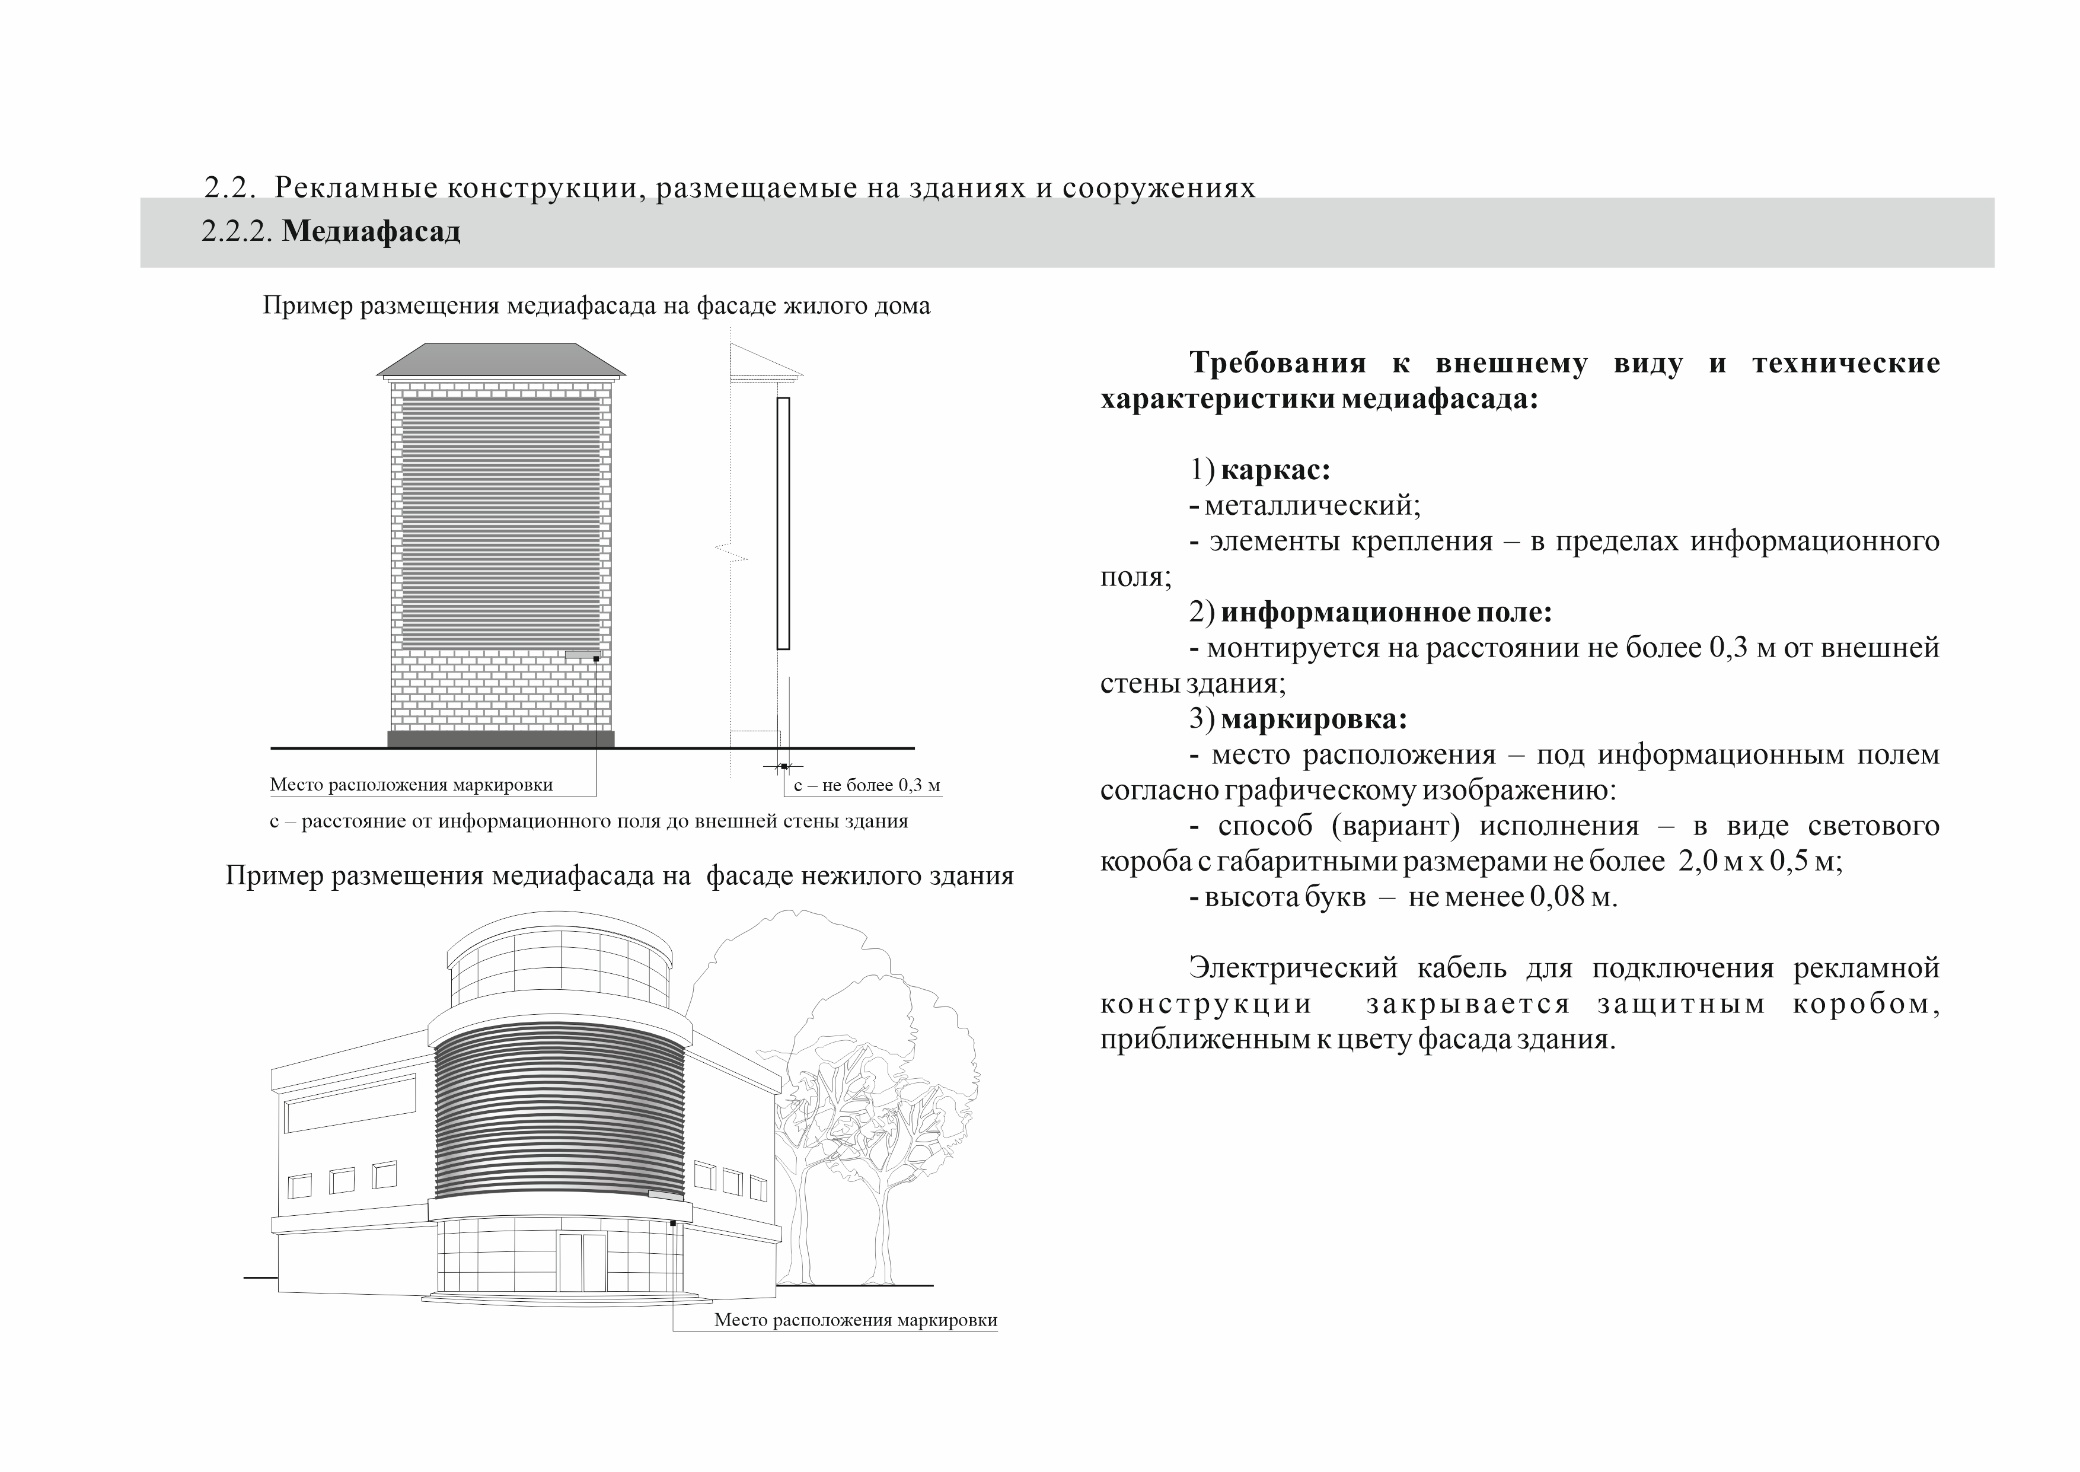 2.2. Рекламные конструкции, размещаемые на зданиях и сооружениях
2.2.2. Медиафасад
Пример размещения медиафасада на фасаде жилого дома
Место расположения маркировки
с – не более 0,3 м
с – расстояние от информационного поля до внешней стены здания
Пример размещения медиафасада на фасаде нежилого здания
Место расположения маркировки
Требования к внешнему виду и технические
характеристики медиафасада:
1) каркас:
- металлический;
- элементы крепления – в пределах информационного
поля;
2) информационное поле:
- монтируется на расстоянии не более 0,3 м от внешней
стены здания;
3) маркировка:
- место расположения – под информационным полем
согласно графическому изображению:
- способ (вариант) исполнения – в виде светового
короба с габаритными размерами не более 2,0 м х 0,5 м;
- высота букв – не менее 0,08 м.
Электрический кабель для подключения рекламной
конструкции закрывается защитным коробом,
приближенным к цвету фасада здания.